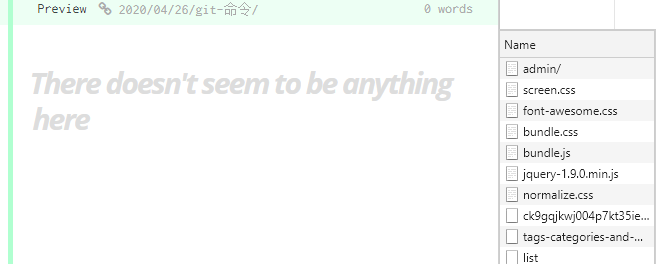 Preview 2020/04/26/git-命令/ 0 words
There doesn't seem to be anything
here
Name
admin/
screen.css
font-awesome.css
bundle.css
bundle.js
jquery-1.9.0.min.js
normalize.css
ck9gqjkwj004p7kt35ie...
tags-categories-and-...
list